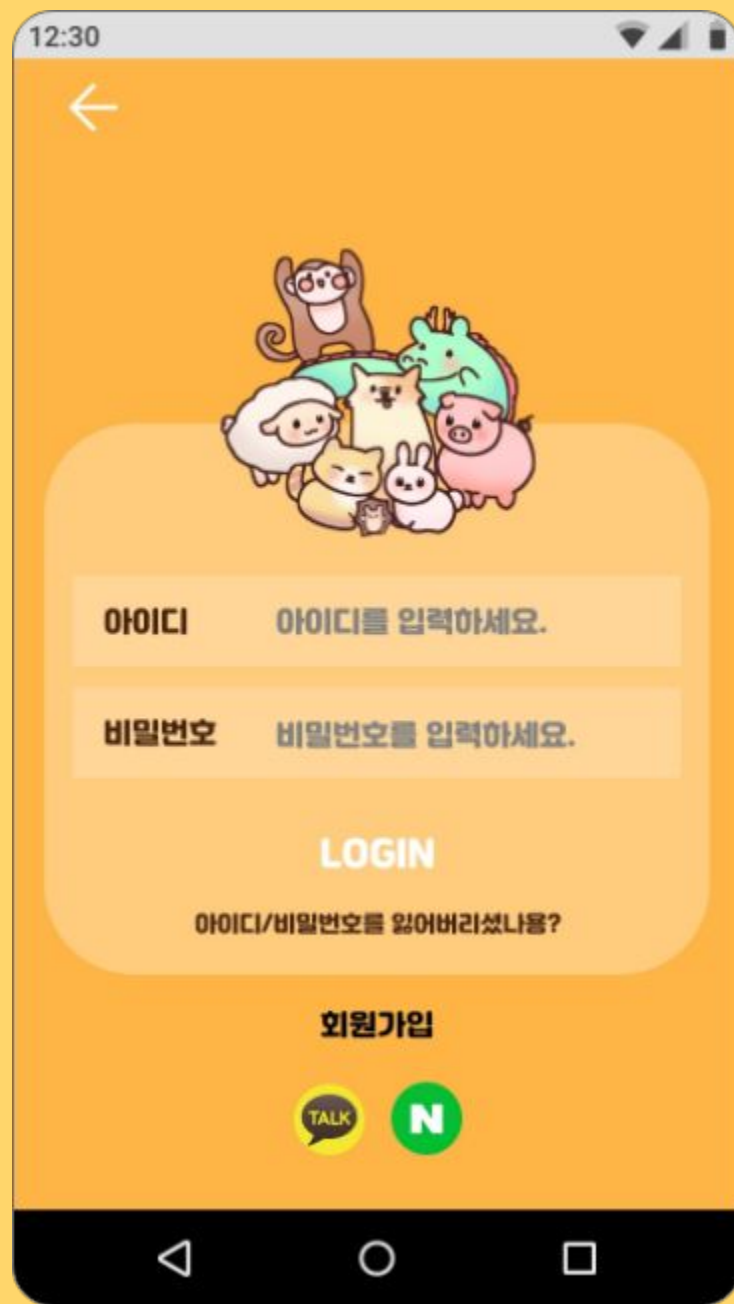 12:30
아이디 아이디를 입력하세요.
비밀번호 비밀번호를 입력하세요.
LOGIN
아이디/비밀번호를 잃어버리셨나용?
회원가입
TALK N